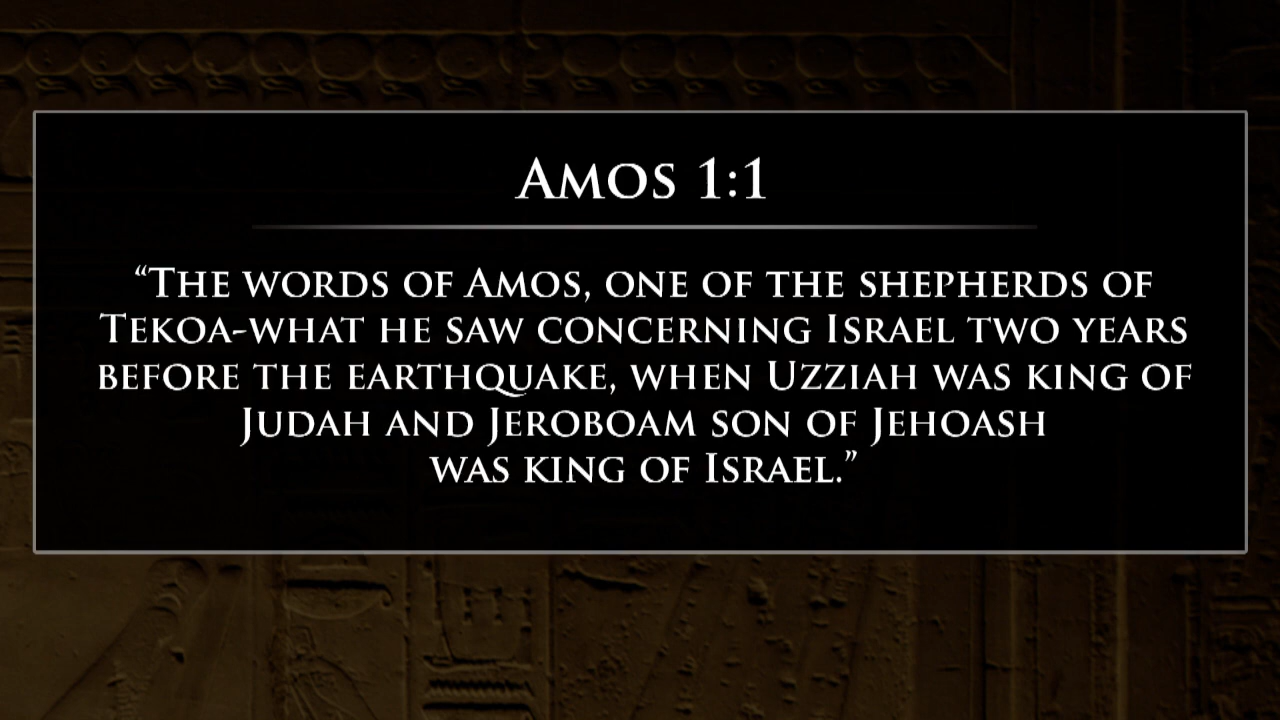 Amos 1:1
“The words of Amos, one of the shepherds of
Tekoa-what he saw concerning Israel two years
before the earthquake, when Uzziah was king of
Judah and Jeroboam son of Jehoash
was king of Israel.”